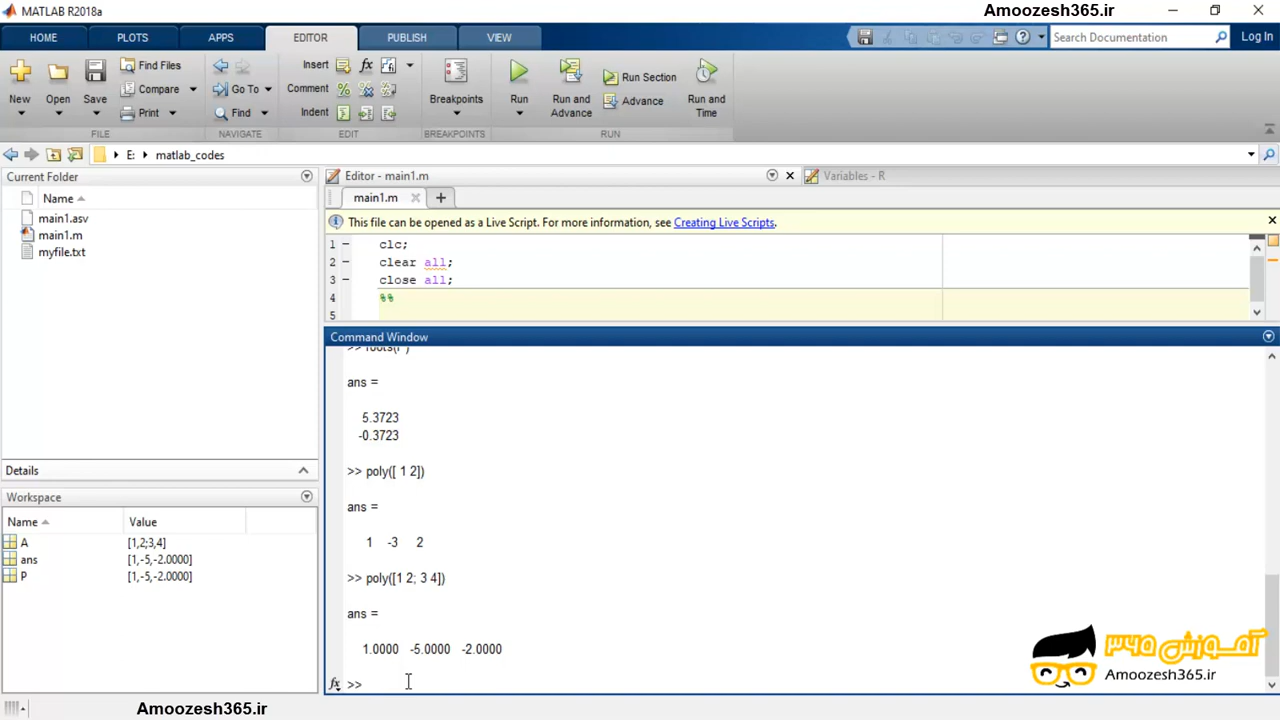 MATLAB R2018a
Amoozesh365.ir
HOME PLOTS APPS EDITOR PUBLISH VIEW
Search Documentation
Log In
New Open Save
Find Files
Compare
Print
Go To
Find
Insert
Comment
Indent
fx
Breakpoints
Run
Run and Advance
Run Section
Advance
Run and Time
FILE NAVIGATE EDIT BREAKPOINTS RUN
E: matlab_codes
Current Folder
Name
main1.asv
main1.m
myfile.txt
Details
Workspace
Name Value
A [1,2;3,4]
ans [1,-5,-2.0000]
P [1,-5,-2.0000]
Editor - main1.m
Variables - R
main1.m
This file can be opened as a Live Script. For more information, see Creating Live Scripts.
1 clc;
2 clear all;
3 close all;
4 %%
5
Command Window
>> roots(P)
ans =
5.3723
-0.3723
>> poly([ 1 2])
ans =
1 -3 2
>> poly([1 2; 3 4])
ans =
1.0000 -5.0000 -2.0000
fx >>
آموزش ۳۶۵
Amoozesh365.ir
Amoozesh365.ir